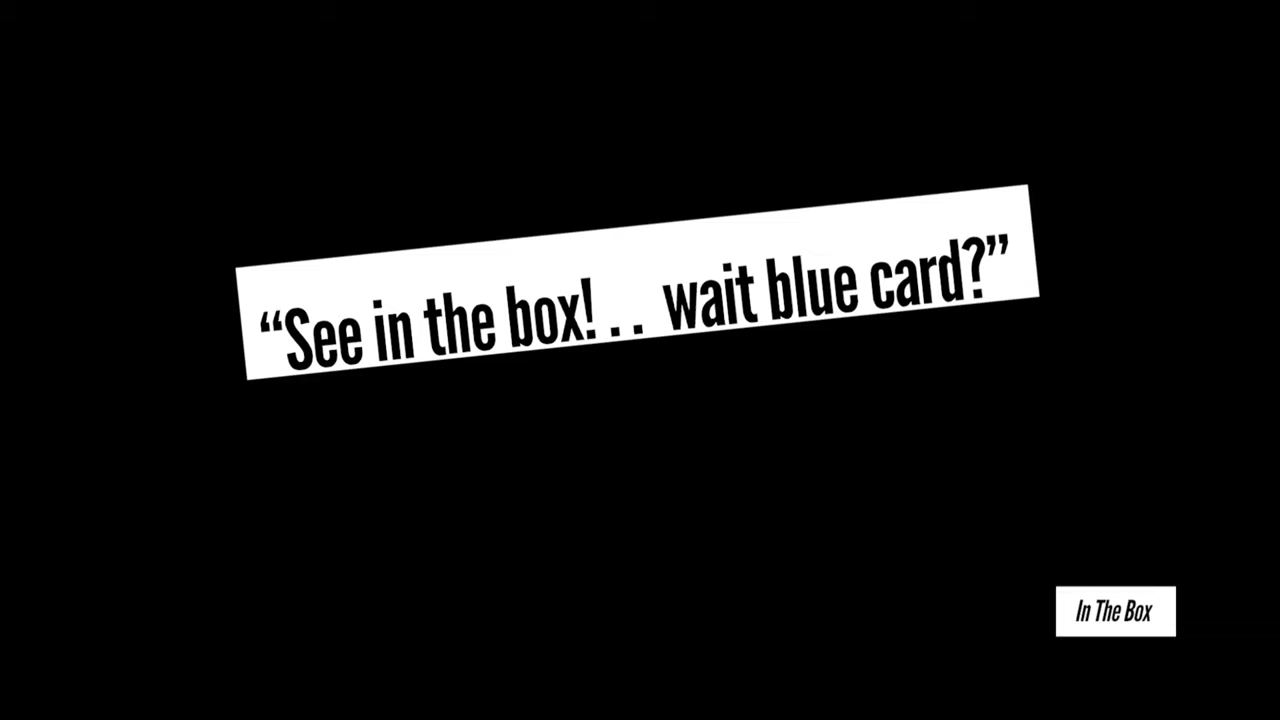 “See in the box!.. wait blue card?”
In The Box